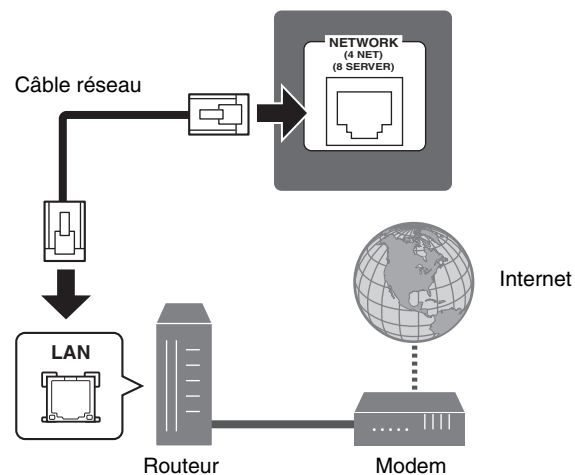 NETWORK
(4 NET)
(8 SERVER)
Câble réseau
Internet
LAN
Routeur
Modem